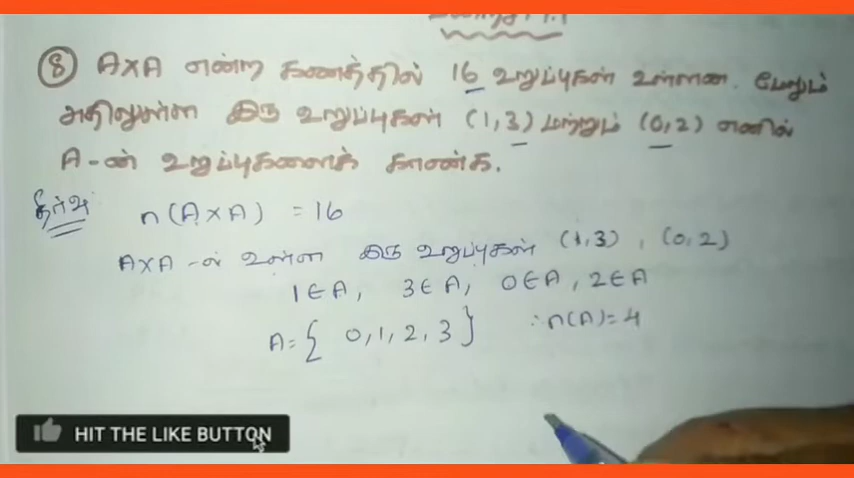 ⑧ A×A என்ற கணத்தில் 16 உறுப்புகள் உள்ளன. மேலும்
அதிலுள்ள இரு உறுப்புகள் (1,3) மற்றும் (0,2) எனில்
A-ன் உறுப்புகளைக் காண்க.
தீர்வு
n(A×A) = 16
A×A -ல் உள்ள இரு உறுப்புகள் (1,3), (0,2)
1∈A, 3∈A, 0∈A, 2∈A
A = { 0,1,2,3 } ∴n(A)=4
HIT THE LIKE BUTTON